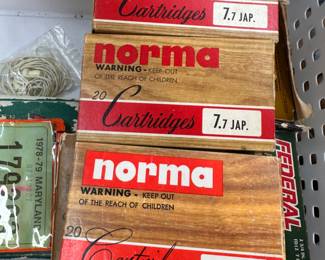 Cartridges 7.7 JAP.
norma
WARNING - KEEP OUT
OF THE REACH OF CHILDREN
20
Cartridges 7.7 JAP.
norma
WARNING - KEEP OUT
OF THE REACH OF CHILDREN
20
1978-79 MARYLAND
179
FEDERAL